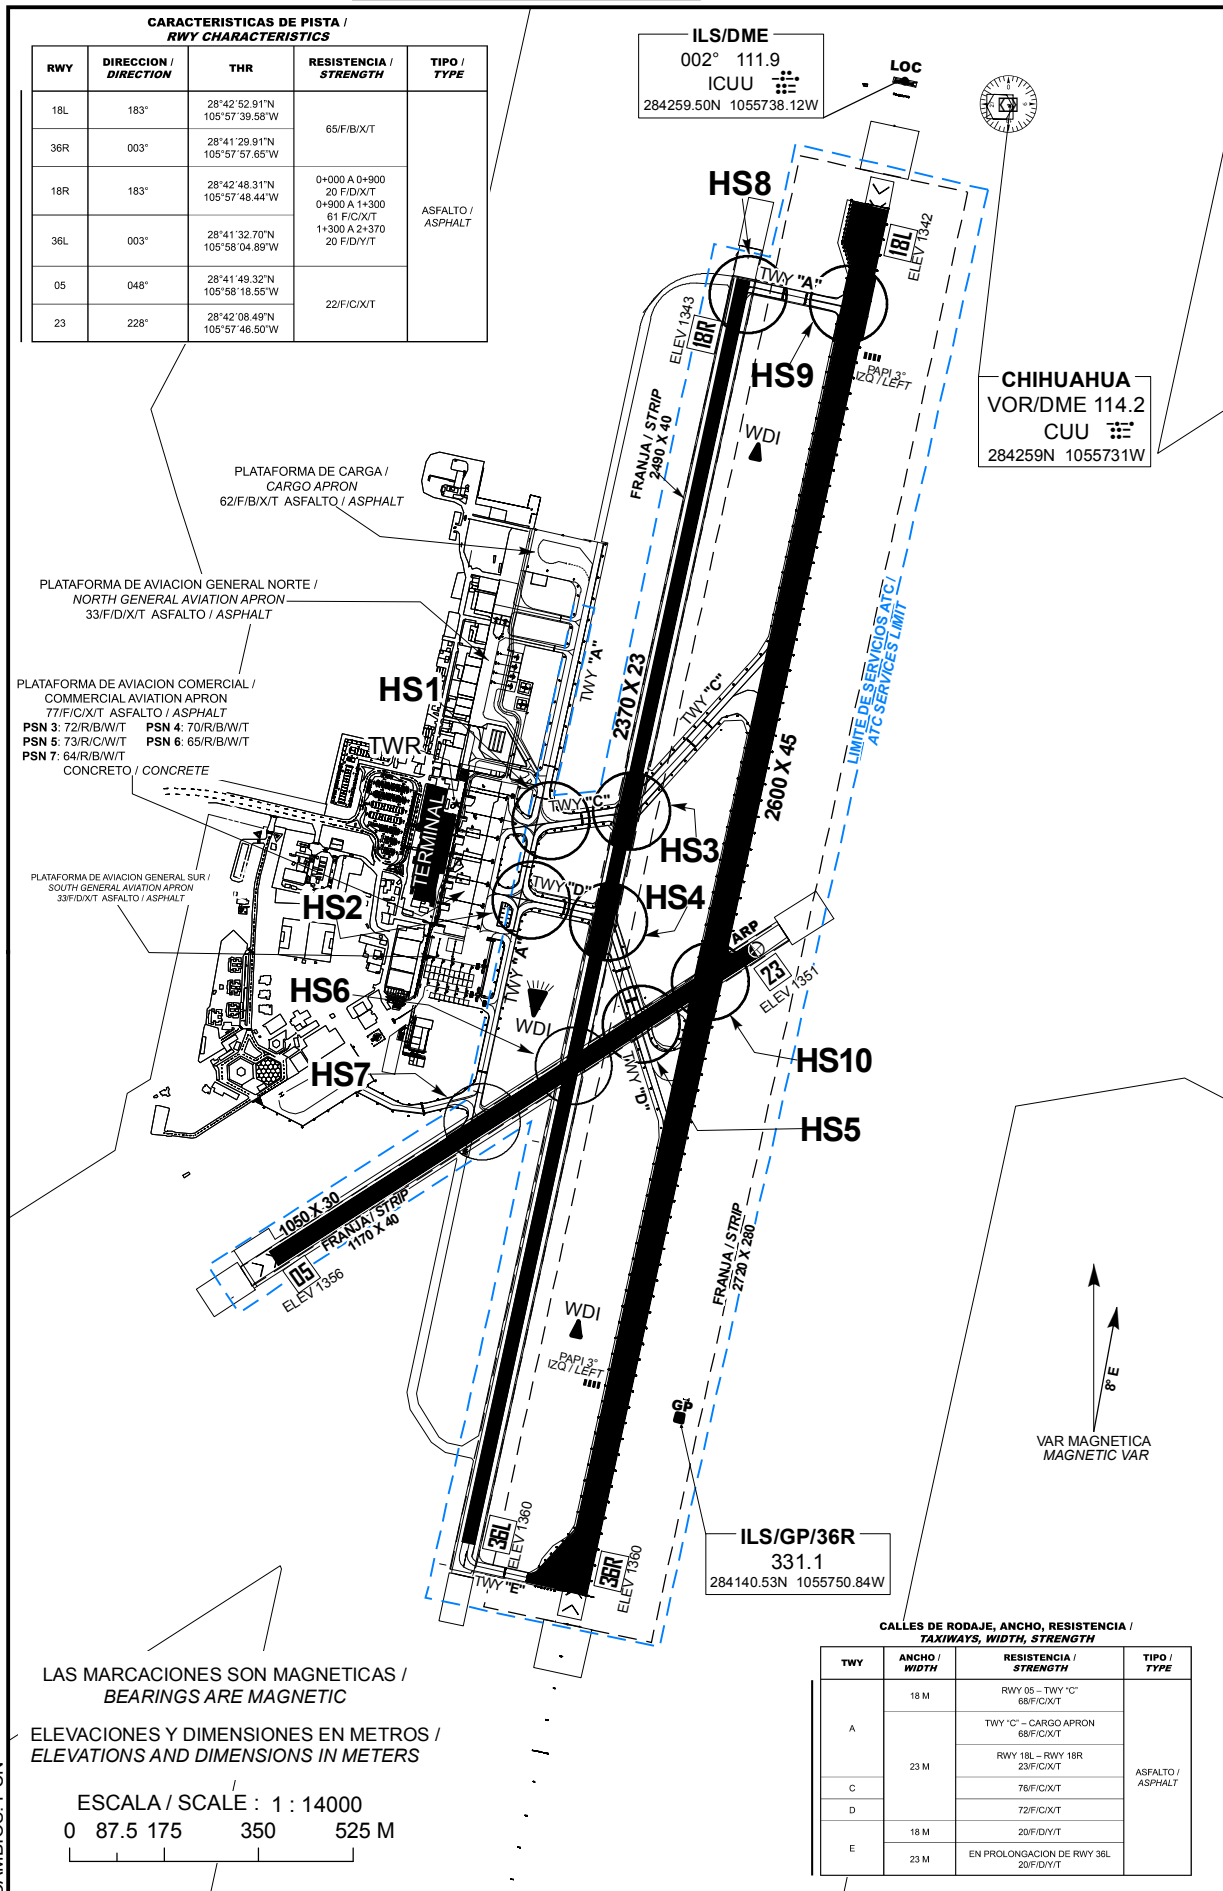 CARACTERISTICAS DE PISTA /
RWY CHARACTERISTICS
RWY
DIRECCION /
DIRECTION
THR
RESISTENCIA /
STRENGTH
TIPO /
TYPE
18L
183°
28°42´52.91"N
105°57´39.58"W
65/F/B/X/T
36R
003°
28°41´29.91"N
105°57´57.65"W
18R
183°
28°42´48.31"N
105°57´48.44"W
0+000 A 0+900
20 F/D/X/T
0+900 A 1+300
61 F/C/X/T
1+300 A 2+370
20 F/D/Y/T
36L
003°
28°41´32.70"N
105°58´04.89"W
05
048°
28°41´49.32"N
105°58´18.55"W
22/F/C/X/T
23
228°
28°42´08.49"N
105°57´46.50"W
ASFALTO /
ASPHALT
ILS/DME
002° 111.9
ICUU
284259.50N 1055738.12W
LOC
CHIHUAHUA
VOR/DME 114.2
CUU
284259N 1055731W
HS8
TWY "A"
18L
ELEV 1342
18R
ELEV 1343
HS9
PAPI 3°
IZQ / LEFT
FRANJA / STRIP
2490 X 40
WDI
PLATAFORMA DE CARGA /
CARGO APRON
62/F/B/X/T ASFALTO / ASPHALT
PLATAFORMA DE AVIACION GENERAL NORTE /
NORTH GENERAL AVIATION APRON
33/F/D/X/T ASFALTO / ASPHALT
LIMITE DE SERVICIOS ATC /
ATC SERVICES LIMIT
PLATAFORMA DE AVIACION COMERCIAL /
COMMERCIAL AVIATION APRON
77/F/C/X/T ASFALTO / ASPHALT
PSN 3: 72/R/B/W/T PSN 4: 70/R/B/W/T
PSN 5: 73/R/C/W/T PSN 6: 65/R/B/W/T
PSN 7: 64/R/B/W/T
CONCRETO / CONCRETE
HS1
TWR
TERMINAL
TWY "A"
2370 X 23
TWY "C"
2600 X 45
TWY "C"
HS3
PLATAFORMA DE AVIACION GENERAL SUR /
SOUTH GENERAL AVIATION APRON
33/F/D/X/T ASFALTO / ASPHALT
HS2
TWY "D"
HS4
TWY "A"
ARP
23
ELEV 1351
HS6
WDI
HS10
HS7
TWY "D"
HS5
1050 X 30
FRANJA / STRIP
1170 X 40
05
ELEV 1356
FRANJA / STRIP
2720 X 280
WDI
PAPI 3°
IZQ / LEFT
GP
8° E
VAR MAGNETICA
MAGNETIC VAR
36L
ELEV 1360
36R
ELEV 1360
TWY "E"
ILS/GP/36R
331.1
284140.53N 1055750.84W
LAS MARCACIONES SON MAGNETICAS /
BEARINGS ARE MAGNETIC
ELEVACIONES Y DIMENSIONES EN METROS /
ELEVATIONS AND DIMENSIONS IN METERS
ESCALA / SCALE : 1 : 14000
0 87.5 175 350 525 M
CALLES DE RODAJE, ANCHO, RESISTENCIA /
TAXIWAYS, WIDTH, STRENGTH
TWY
ANCHO /
WIDTH
RESISTENCIA /
STRENGTH
TIPO /
TYPE
A
18 M
RWY 05 – TWY "C"
68/F/C/X/T
23 M
TWY "C" – CARGO APRON
68/F/C/X/T
RWY 18L – RWY 18R
23/F/C/X/T
C
76/F/C/X/T
D
72/F/C/X/T
E
18 M
20/F/D/Y/T
23 M
EN PROLONGACION DE RWY 36L
20/F/D/Y/T
ASFALTO /
ASPHALT